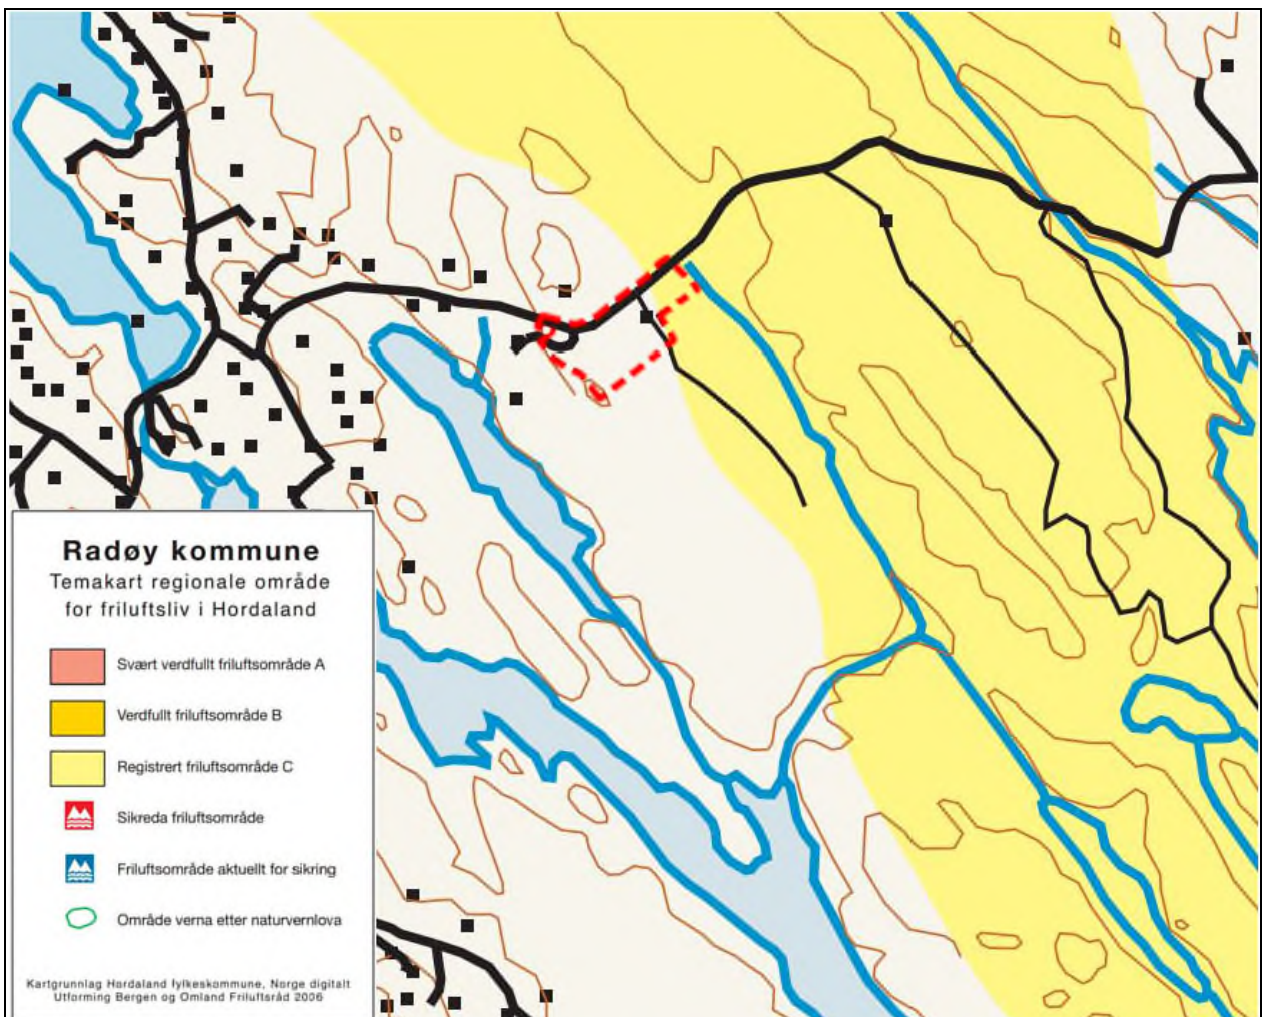 Radøy kommune
Temakart regionale område
for friluftsliv i Hordaland
Svært verdfullt friluftsområde A
Verdfullt friluftsområde B
Registrert friluftsområde C
Sikreda friluftsområde
Friluftsområde aktuellt for sikring
Område verna etter naturvernlova
Kartgrunnlag Hordaland fylkeskommune, Norge digitalt
Utforming Bergen og Omland Friluftsråd 2006